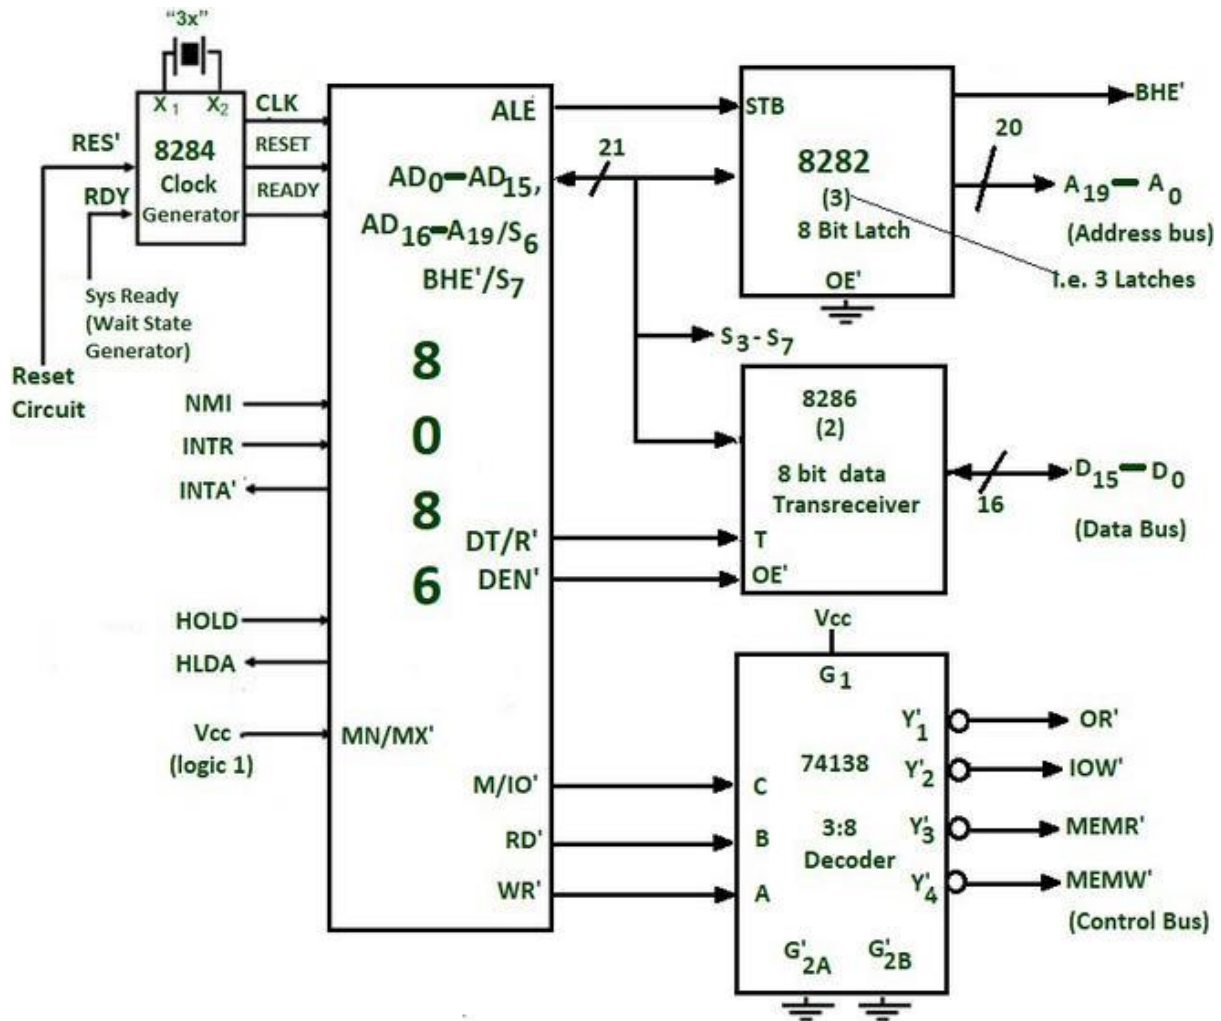 "3x"
X1 X2
8284
Clock
Generator
RES'
RDY
CLK
RESET
READY
Sys Ready
(Wait State
Generator)
Reset
Circuit
NMI
INTR
INTA'
HOLD
HLDA
Vcc
(logic 1)
MN/MX'
ALE
AD0–AD15,
AD16–A19/S6
BHE'/S7
8
0
8
6
DT/R'
DEN'
M/IO'
RD'
WR'
21
STB
8282
(3)
8 Bit Latch
OE'
BHE'
20
A19 – A0
(Address bus)
I.e. 3 Latches
S3 - S7
8286
(2)
8 bit data
Transreceiver
T
OE'
16
D15 – D0
(Data Bus)
Vcc
G1
74138
3:8
Decoder
C
B
A
Y'1
Y'2
Y'3
Y'4
G'2A G'2B
OR'
IOW'
MEMR'
MEMW'
(Control Bus)